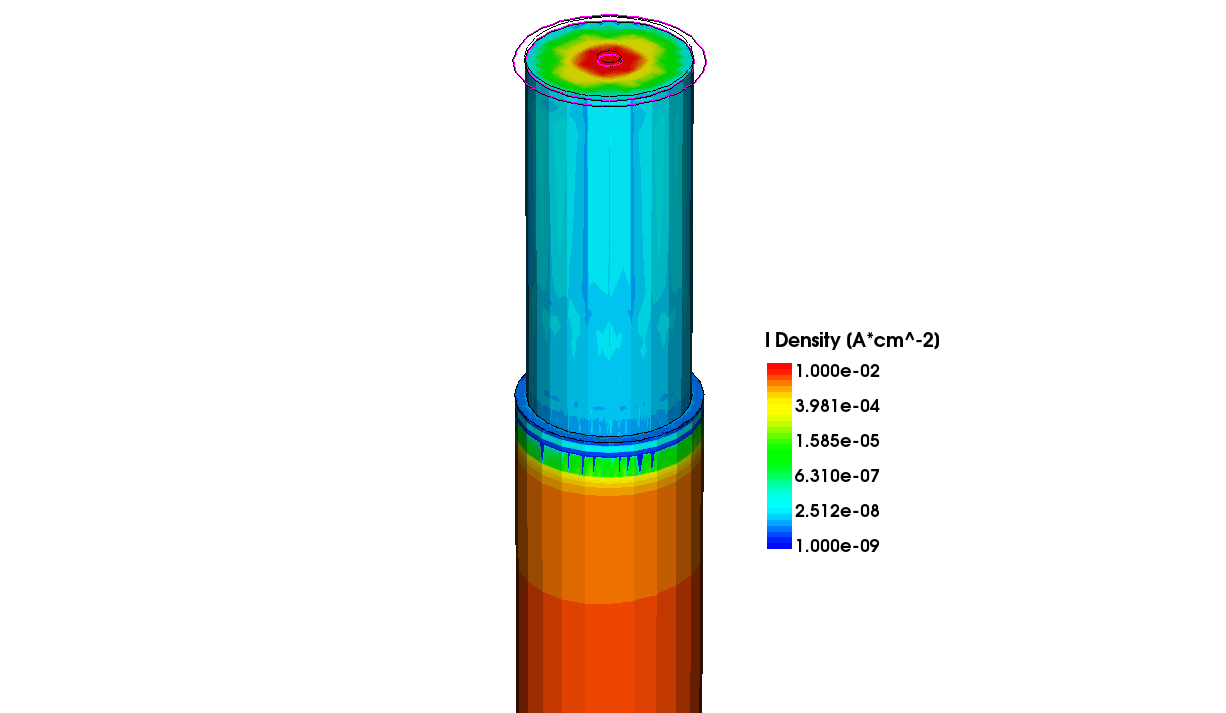 I Density (A*cm^-2)
1.000e-02
3.981e-04
1.585e-05
6.310e-07
2.512e-08
1.000e-09